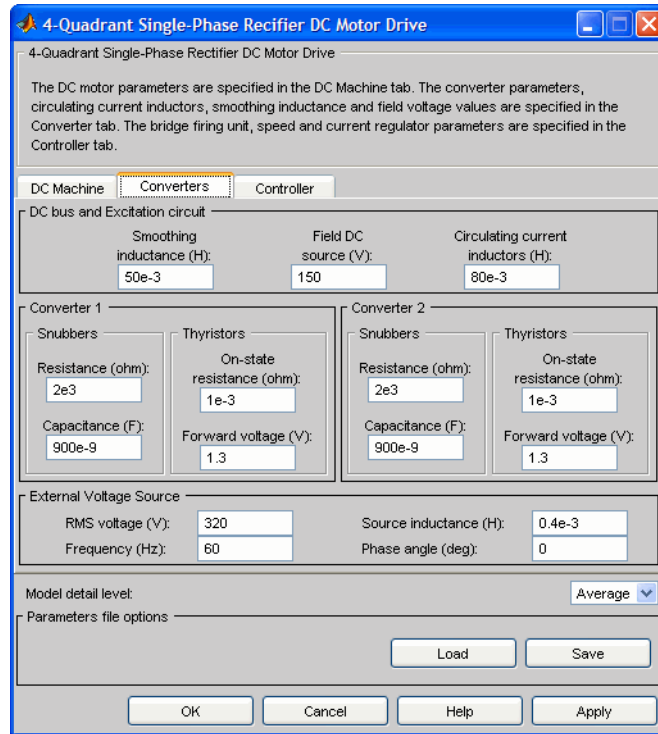 4-Quadrant Single-Phase Rectifier DC Motor Drive
4-Quadrant Single-Phase Rectifier DC Motor Drive
The DC motor parameters are specified in the DC Machine tab. The converter parameters,
circulating current inductors, smoothing inductance and field voltage values are specified in the
Converter tab. The bridge firing unit, speed and current regulator parameters are specified in the
Controller tab.
DC Machine Converters Controller
DC bus and Excitation circuit
Smoothing Field DC Circulating current
inductance (H): source (V): inductors (H):
50e-3 150 80e-3
Converter 1 Converter 2
Snubbers Thyristors Snubbers Thyristors
On-state On-state
Resistance (ohm): resistance (ohm): Resistance (ohm): resistance (ohm):
2e3 1e-3 2e3 1e-3
Capacitance (F): Forward voltage (V): Capacitance (F): Forward voltage (V):
900e-9 1.3 900e-9 1.3
External Voltage Source
RMS voltage (V): 320 Source inductance (H): 0.4e-3
Frequency (Hz): 60 Phase angle (deg): 0
Model detail level: Average
Parameters file options
Load Save
OK Cancel Help Apply